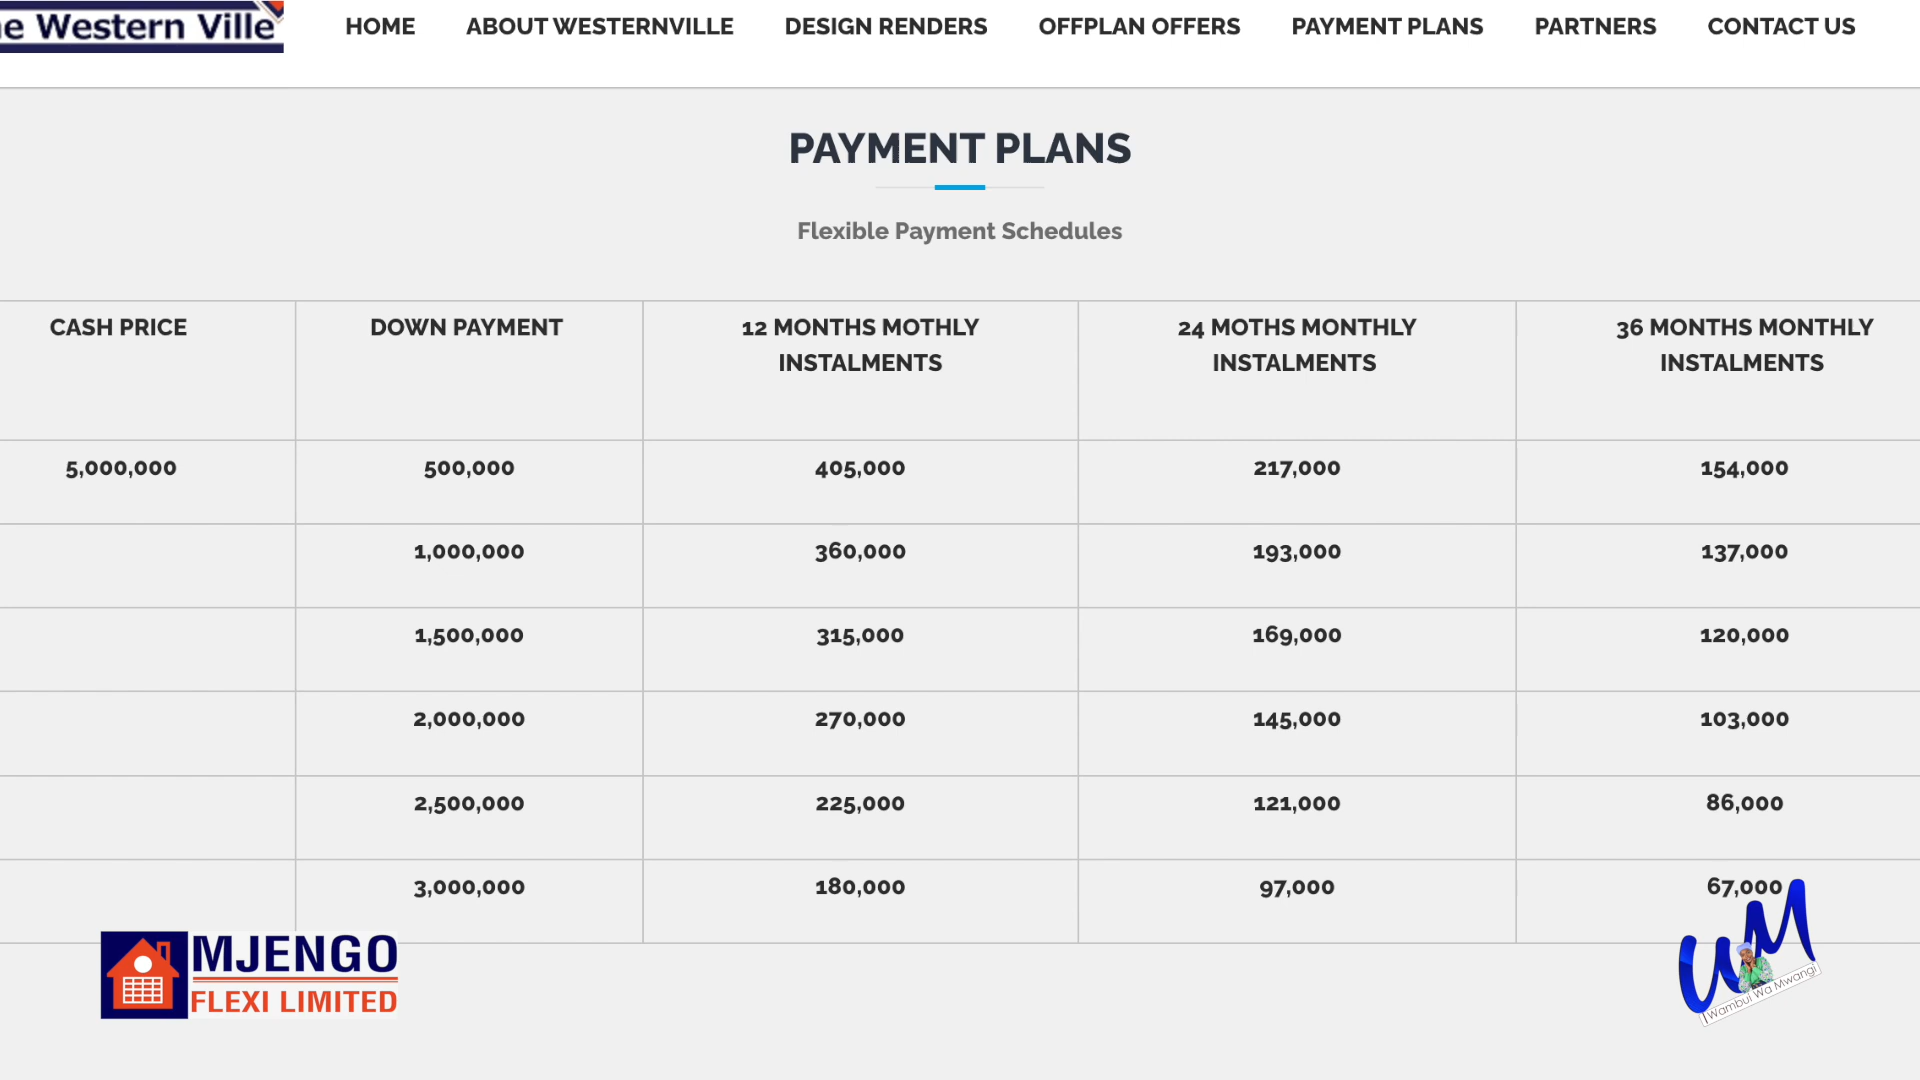 e Western Ville
HOME
ABOUT WESTERNVILLE
DESIGN RENDERS
OFFPLAN OFFERS
PAYMENT PLANS
PARTNERS
CONTACT US
PAYMENT PLANS
Flexible Payment Schedules
CASH PRICE
DOWN PAYMENT
12 MONTHS MOTHLY
INSTALMENTS
24 MOTHS MONTHLY
INSTALMENTS
36 MONTHS MONTHLY
INSTALMENTS
5,000,000
500,000
405,000
217,000
154,000
1,000,000
360,000
193,000
137,000
1,500,000
315,000
169,000
120,000
2,000,000
270,000
145,000
103,000
2,500,000
225,000
121,000
86,000
3,000,000
180,000
97,000
67,000
MJENGO
FLEXI LIMITED
WM
Wambui Wa Mwangi